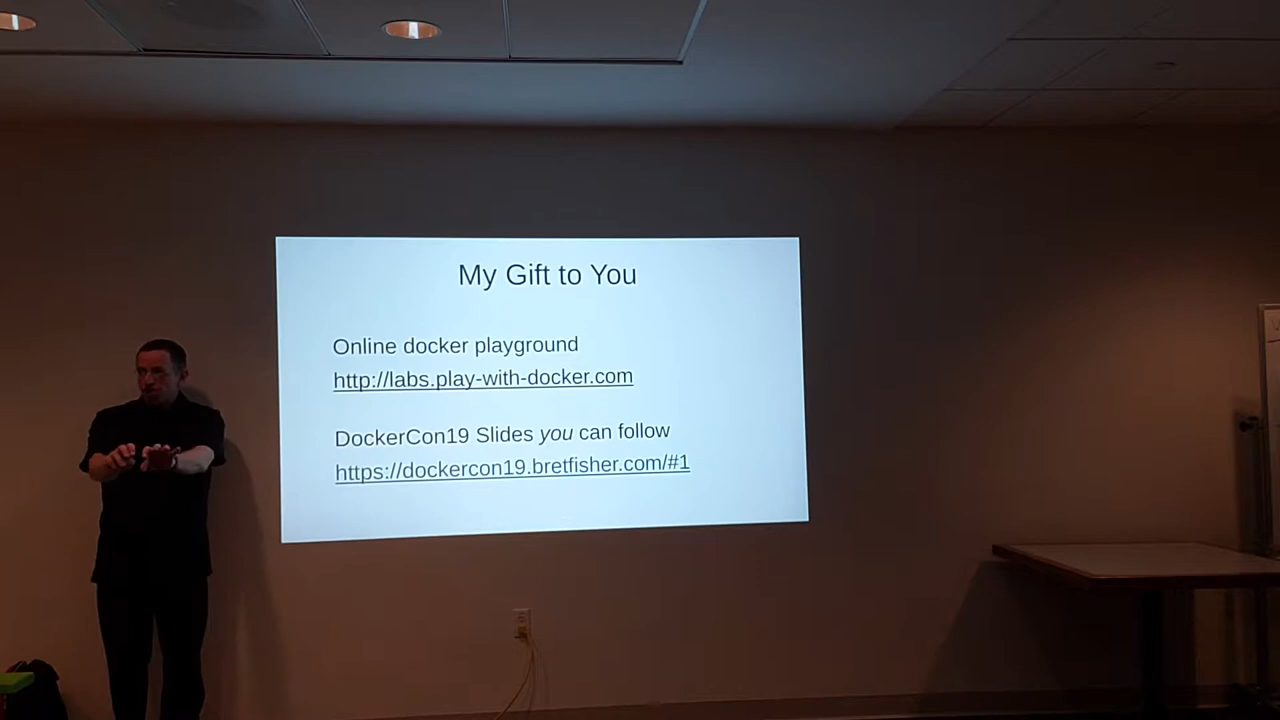 My Gift to You
Online docker playground
http://labs.play-with-docker.com
DockerCon19 Slides you can follow
https://dockercon19.bretfisher.com/#1